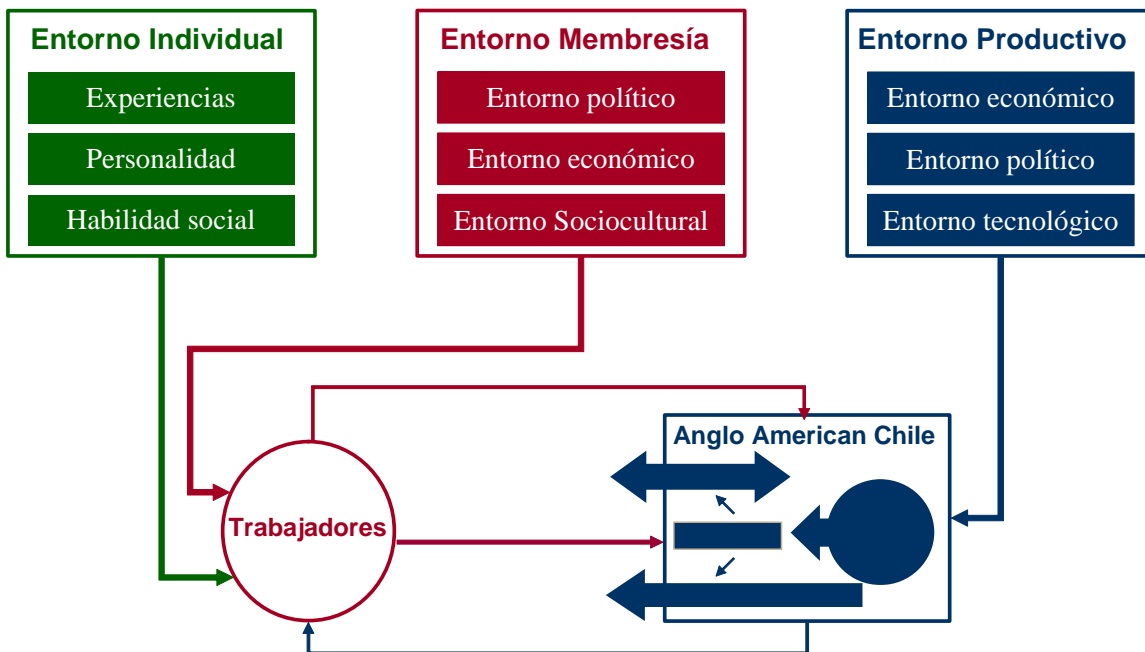 Entorno Individual
Experiencias
Personalidad
Habilidad social
Entorno Membresía
Entorno político
Entorno económico
Entorno Sociocultural
Entorno Productivo
Entorno económico
Entorno político
Entorno tecnológico
Trabajadores
Anglo American Chile